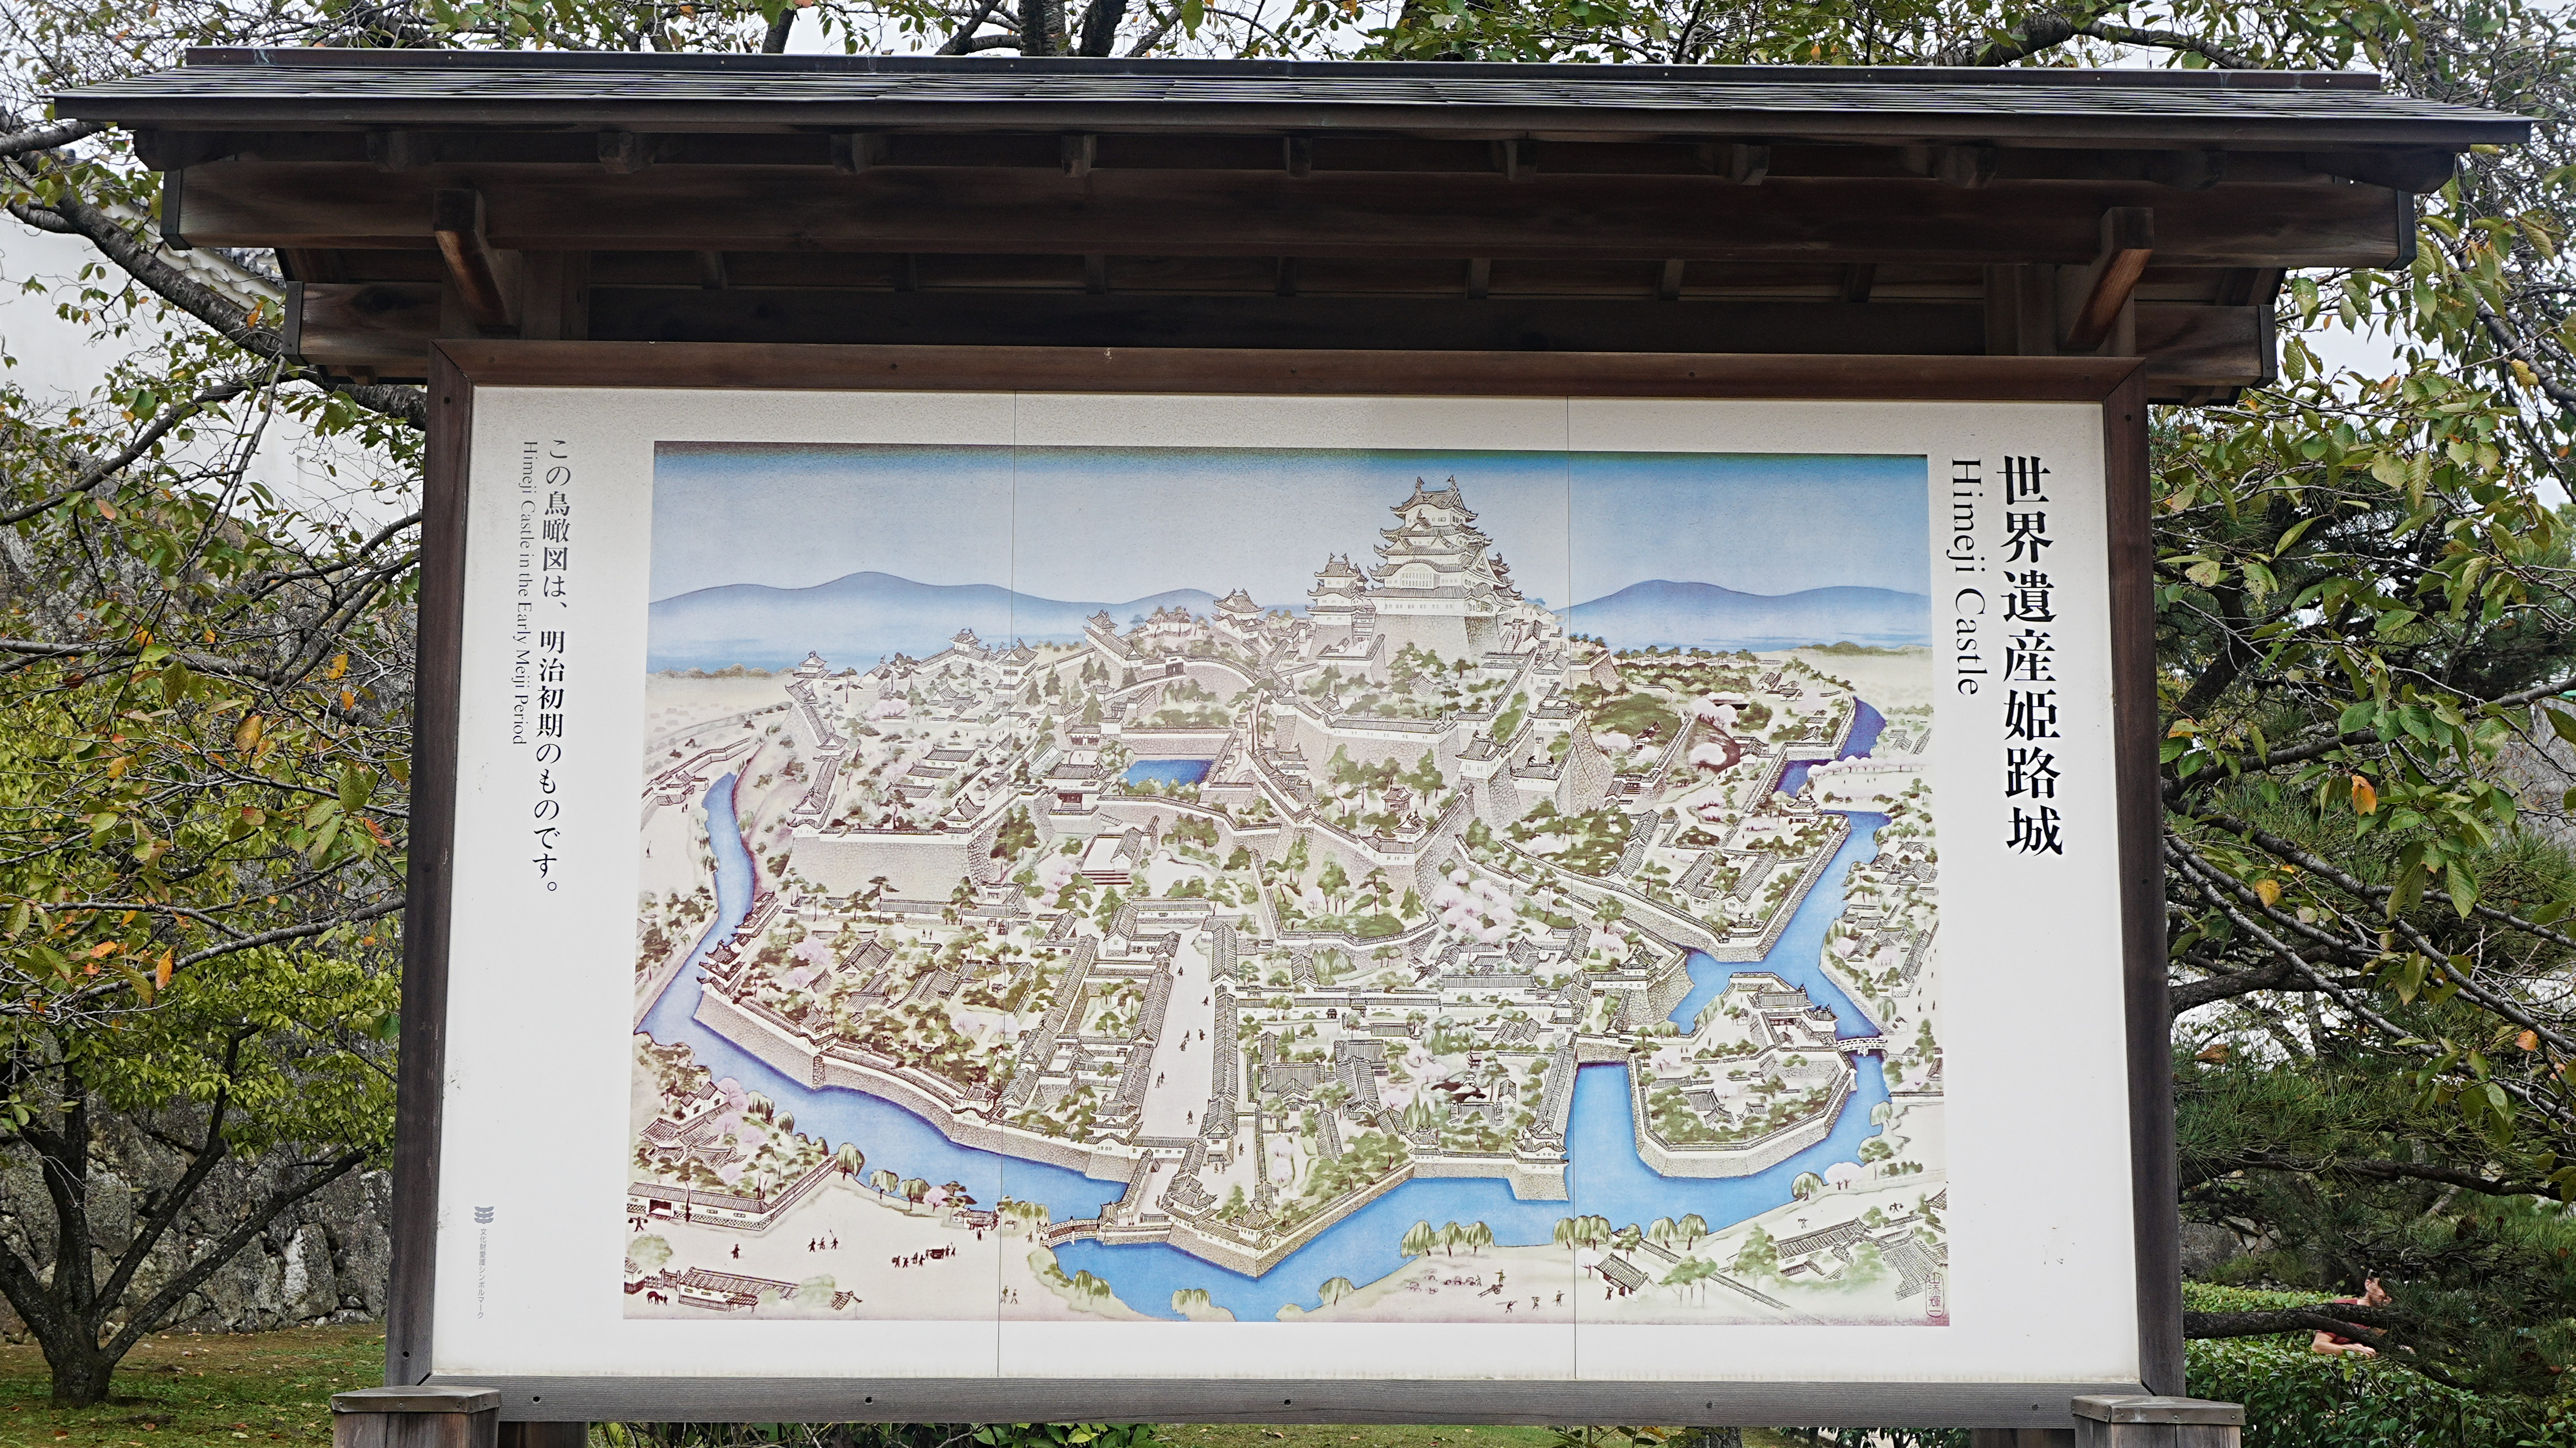 世界遺産姫路城
Himeji Castle
この鳥瞰図は、明治初期のものです。
Himeji Castle in the Early Meiji Period
文化財愛護シンボルマーク